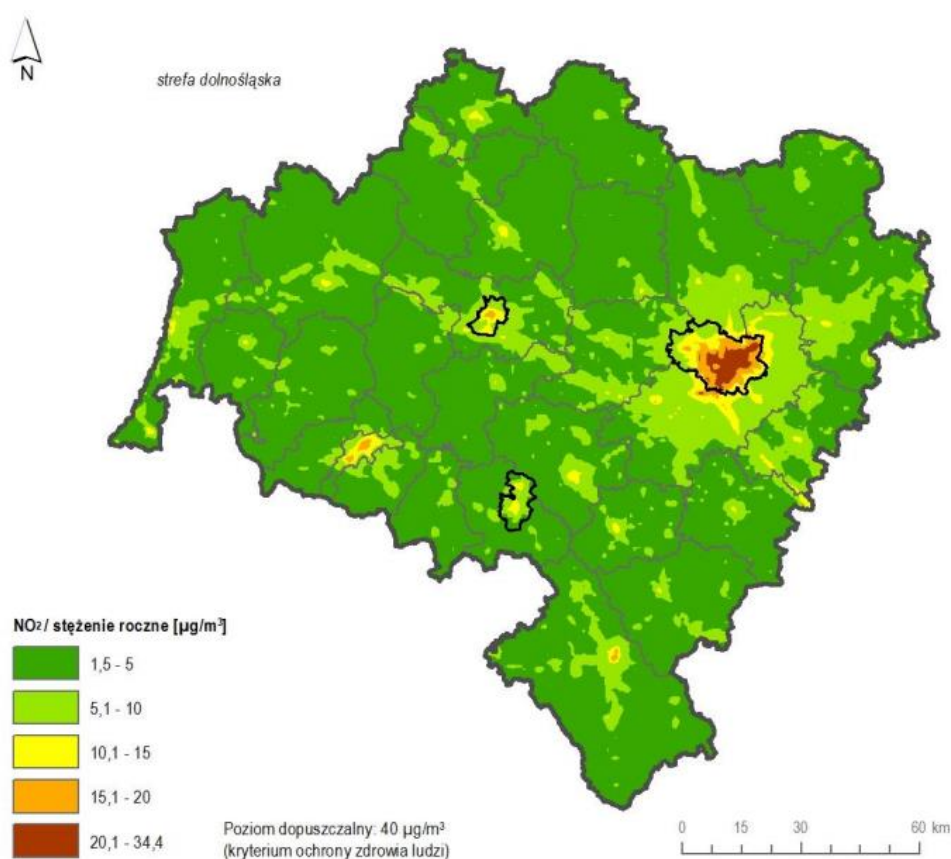 N
strefa dolnośląska
NO2 / stężenie roczne [µg/m³]
1,5 - 5
5,1 - 10
10,1 - 15
15,1 - 20
20,1 - 34,4
Poziom dopuszczalny: 40 µg/m³
(kryterium ochrony zdrowia ludzi)
0 15 30 60 km